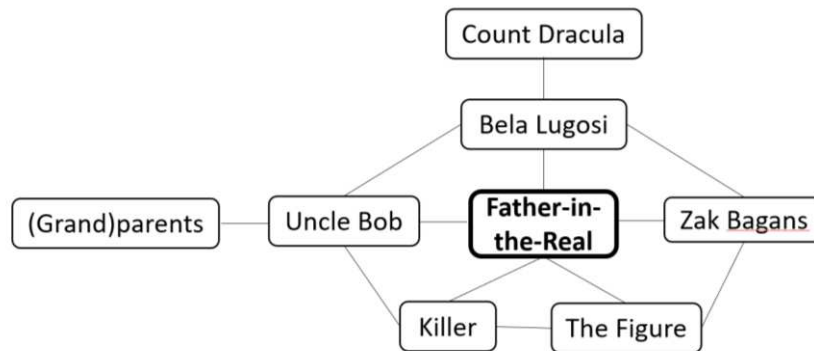 Count Dracula
Bela Lugosi
(Grand)parents
Uncle Bob
Father-in-
the-Real
Zak Bagans
Killer
The Figure